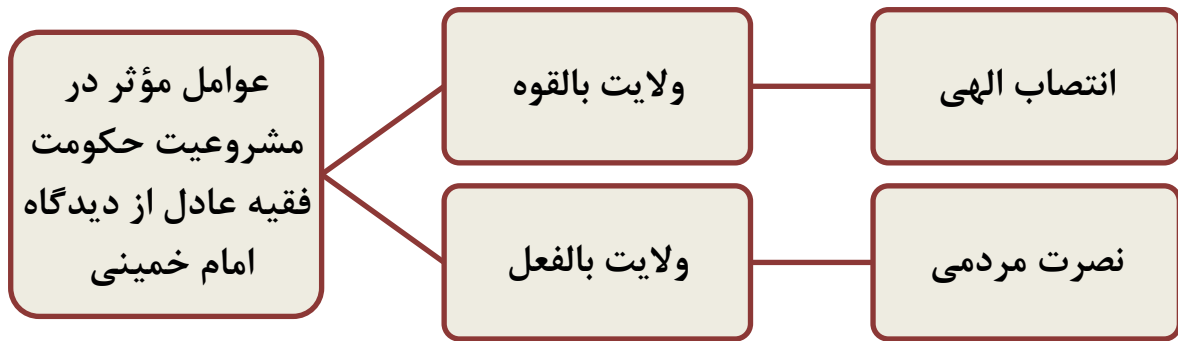 عوامل مؤثر در
مشروعیت حکومت
فقیه عادل از دیدگاه
امام خمینی
ولایت بالقوه
انتصاب الهی
ولایت بالفعل
نصرت مردمی